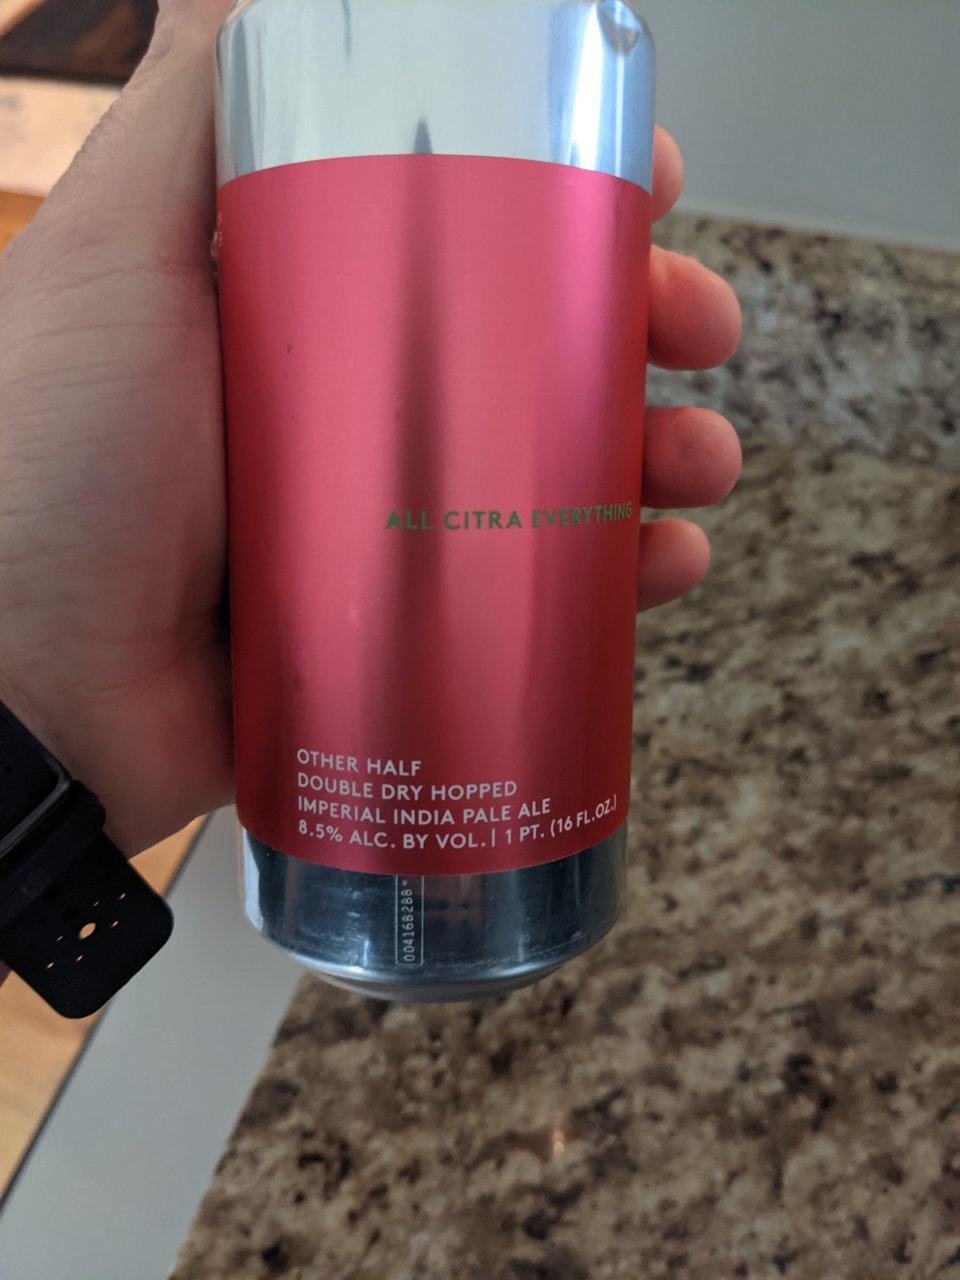 ALL CITRA EVERYTHING
OTHER HALF
DOUBLE DRY HOPPED
IMPERIAL INDIA PALE ALE
8.5% ALC. BY VOL. | 1 PT. (16 FL.OZ.)
00416B28B*